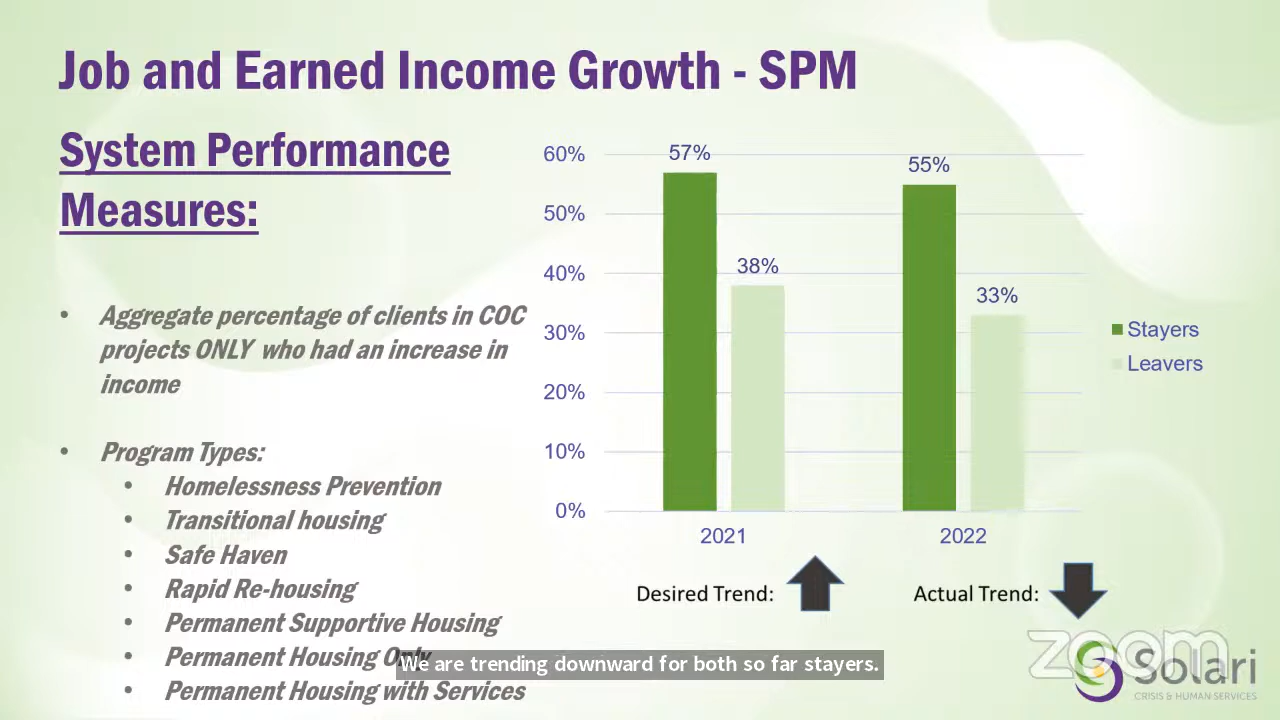 Job and Earned Income Growth - SPM
System Performance
Measures:
• Aggregate percentage of clients in COC
projects ONLY who had an increase in
income
• Program Types:
• Homelessness Prevention
• Transitional housing
• Safe Haven
• Rapid Re-housing
• Permanent Supportive Housing
• Permanent Housing Only
• Permanent Housing with Services
60%
50%
40%
30%
20%
10%
0%
57%
38%
55%
33%
2021
2022
Stayers
Leavers
Desired Trend:
Actual Trend:
We are trending downward for both so far stayers.
zoom
Solari
CRISIS & HUMAN SERVICES